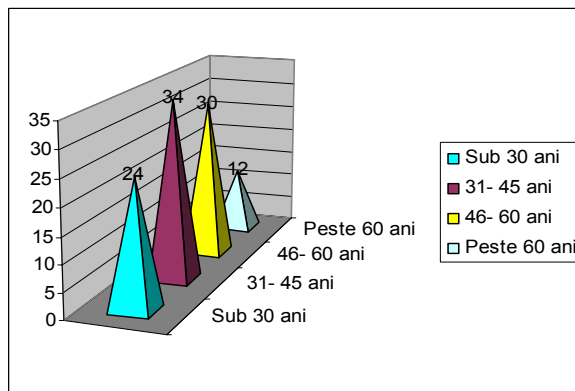 35
30
25
20
15
10
5
0
24
34
30
12
Sub 30 ani
31- 45 ani
46- 60 ani
Peste 60 ani
Sub 30 ani
31- 45 ani
46- 60 ani
Peste 60 ani